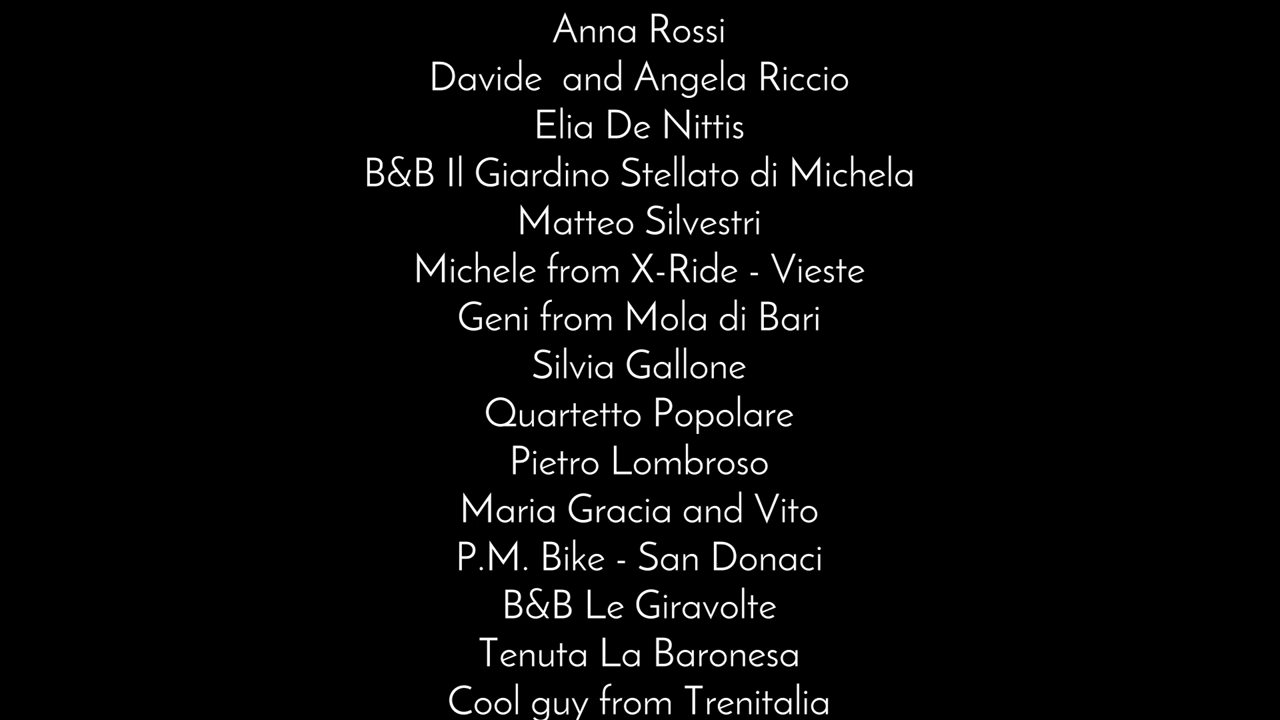 Anna Rossi
Davide  and Angela Riccio
Elia De Nittis
B&B Il Giardino Stellato di Michela
Matteo Silvestri
Michele from X-Ride - Vieste
Geni from Mola di Bari
Silvia Gallone
Quartetto Popolare
Pietro Lombroso
Maria Gracia and Vito
P.M. Bike - San Donaci
B&B Le Giravolte
Tenuta La Baronesa
Cool guy from Trenitalia